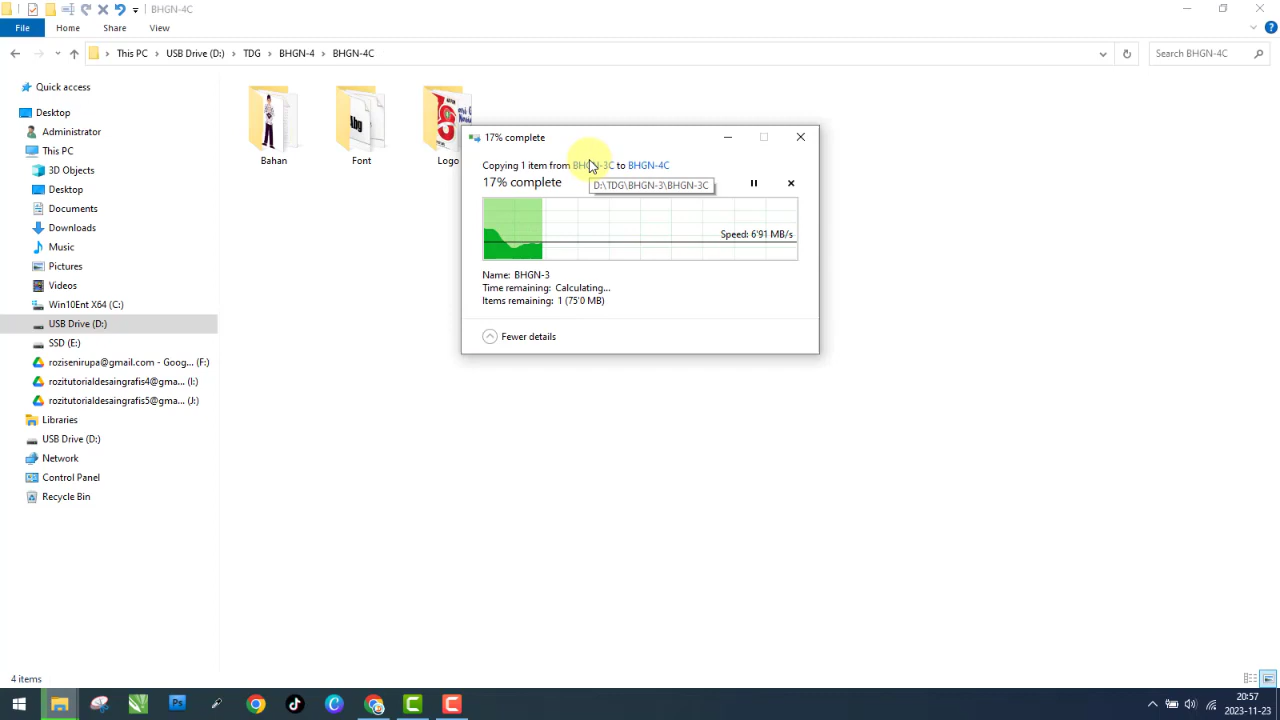 BHGN-4C
File Home Share View
This PC USB Drive (D:) TDG BHGN-4 BHGN-4C
Search BHGN-4C
Quick access
Desktop
Administrator
This PC
3D Objects
Desktop
Documents
Downloads
Music
Pictures
Videos
Win10Ent X64 (C:)
USB Drive (D:)
SSD (E:)
rozisenirupa@gmail.com - Goog... (F:)
rozitutorialdesaingrafis4@gma... (I:)
rozitutorialdesaingrafis5@gma... (J:)
Libraries
USB Drive (D:)
Network
Control Panel
Recycle Bin
Abg
Bahan Font Logo
17% complete
Copying 1 item from BHGN-3C to BHGN-4C
17% complete
D:\TDG\BHGN-3\BHGN-3C
Speed: 6'91 MB/s
Name: BHGN-3
Time remaining: Calculating...
Items remaining: 1 (75'0 MB)
Fewer details
4 items
Ps
20:57
2023-11-23